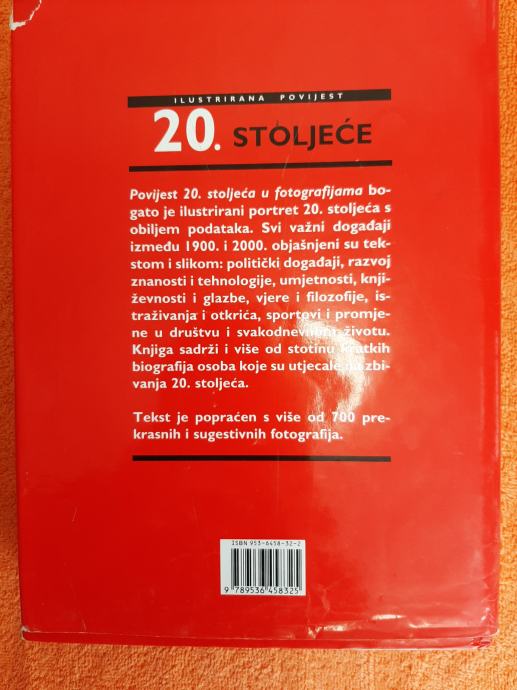 ILUSTRIRANA POVIJEST
20. STOLJEĆE
Povijest 20. stoljeća u fotografijama bo-
gato je ilustrirani portret 20. stoljeća s
obiljem podataka. Svi važni događaji
između 1900. i 2000. objašnjeni su tek-
stom i slikom: politički događaji, razvoj
znanosti i tehnologije, umjetnosti, knji-
ževnosti i glazbe, vjere i filozofije, is-
traživanja i otkrića, sportovi i promje-
ne u društvu i svakodnevnom životu.
Knjiga sadrži i više od stotinu kratkih
biografija osoba koje su utjecale na zbi-
vanja 20. stoljeća.
Tekst je popraćen s više od 700 pre-
krasnih i sugestivnih fotografija.
ISBN 953-6458-32-2
9 789536 458325